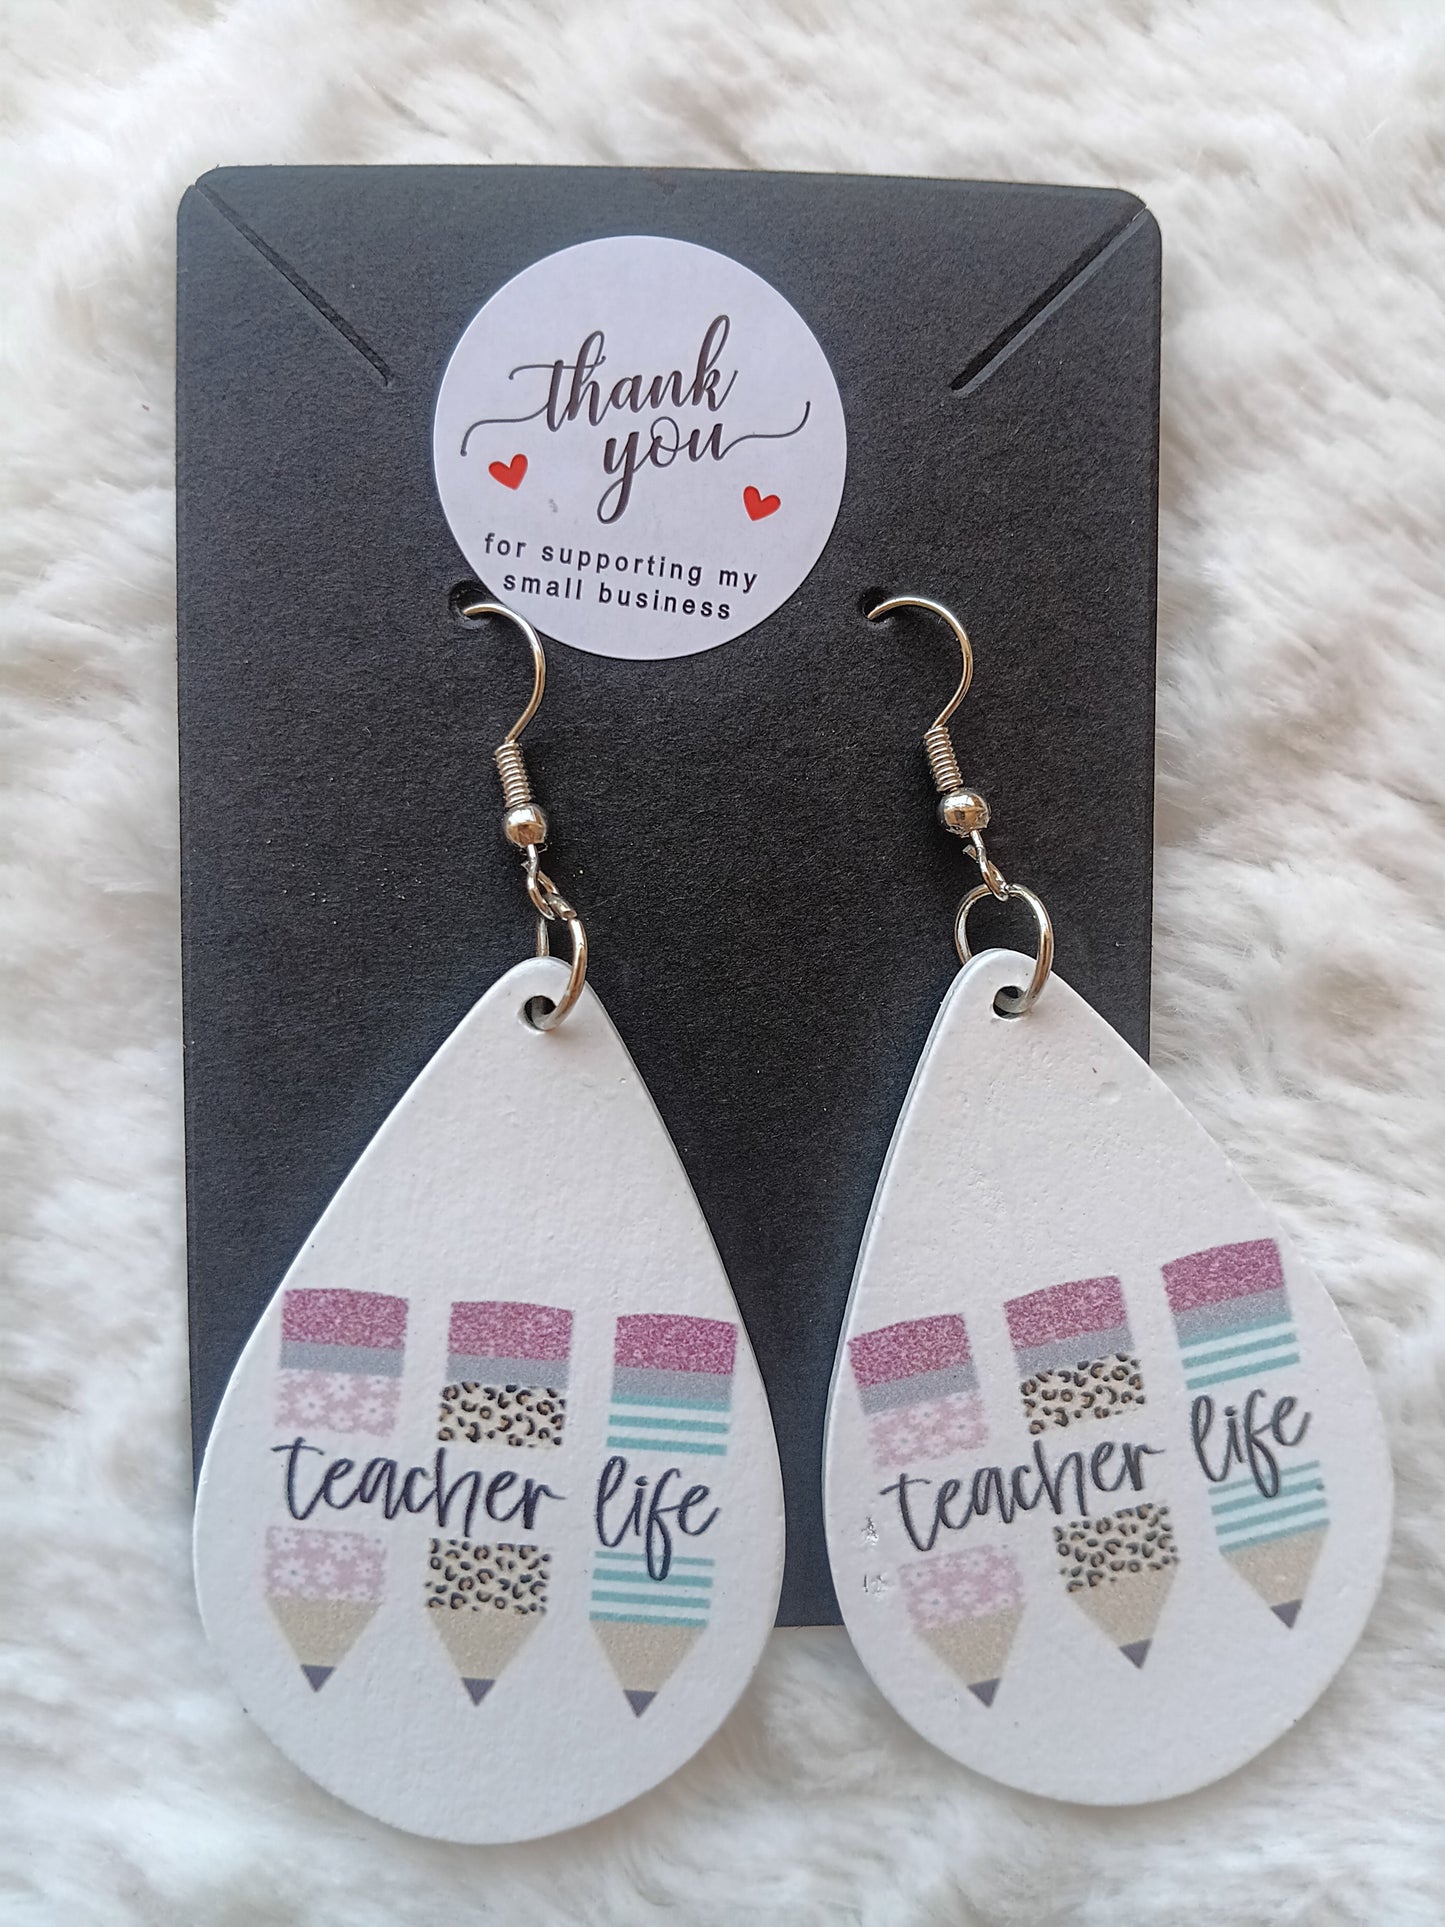 thank
you
for supporting my
small business
teacher life
teacher life